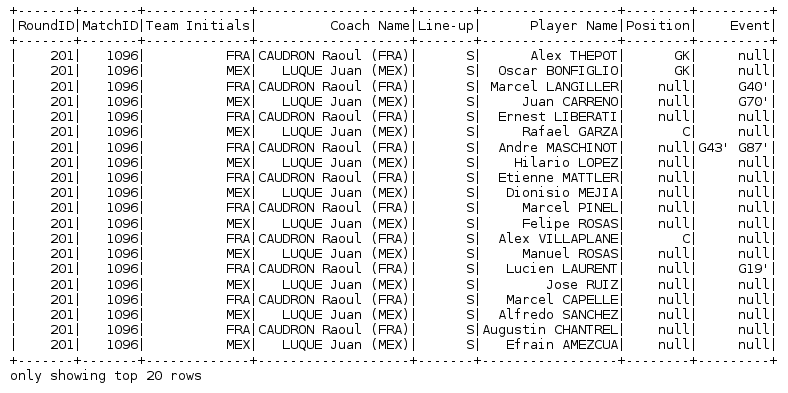 +-------+-------+-------------+-------------------+-------+-----------------+--------+---------+
|RoundID|MatchID|Team Initials|         Coach Name|Line-up|      Player Name|Position|    Event|
+-------+-------+-------------+-------------------+-------+-----------------+--------+---------+
|    201|   1096|          FRA|CAUDRON Raoul (FRA)|      S|      Alex THEPOT|      GK|     null|
|    201|   1096|          MEX|   LUQUE Juan (MEX)|      S|  Oscar BONFIGLIO|      GK|     null|
|    201|   1096|          FRA|CAUDRON Raoul (FRA)|      S| Marcel LANGILLER|    null|     G40'|
|    201|   1096|          MEX|   LUQUE Juan (MEX)|      S|     Juan CARRENO|    null|     G70'|
|    201|   1096|          FRA|CAUDRON Raoul (FRA)|      S|  Ernest LIBERATI|    null|     null|
|    201|   1096|          MEX|   LUQUE Juan (MEX)|      S|     Rafael GARZA|       C|     null|
|    201|   1096|          FRA|CAUDRON Raoul (FRA)|      S|  Andre MASCHINOT|    null|G43' G87'|
|    201|   1096|          MEX|   LUQUE Juan (MEX)|      S|    Hilario LOPEZ|    null|     null|
|    201|   1096|          FRA|CAUDRON Raoul (FRA)|      S|  Etienne MATTLER|    null|     null|
|    201|   1096|          MEX|   LUQUE Juan (MEX)|      S|   Dionisio MEJIA|    null|     null|
|    201|   1096|          FRA|CAUDRON Raoul (FRA)|      S|     Marcel PINEL|    null|     null|
|    201|   1096|          MEX|   LUQUE Juan (MEX)|      S|     Felipe ROSAS|    null|     null|
|    201|   1096|          FRA|CAUDRON Raoul (FRA)|      S|  Alex VILLAPLANE|       C|     null|
|    201|   1096|          MEX|   LUQUE Juan (MEX)|      S|     Manuel ROSAS|    null|     null|
|    201|   1096|          FRA|CAUDRON Raoul (FRA)|      S|   Lucien LAURENT|    null|     G19'|
|    201|   1096|          MEX|   LUQUE Juan (MEX)|      S|        Jose RUIZ|    null|     null|
|    201|   1096|          FRA|CAUDRON Raoul (FRA)|      S|   Marcel CAPELLE|    null|     null|
|    201|   1096|          MEX|   LUQUE Juan (MEX)|      S|  Alfredo SANCHEZ|    null|     null|
|    201|   1096|          FRA|CAUDRON Raoul (FRA)|      S|Augustin CHANTREL|    null|     null|
|    201|   1096|          MEX|   LUQUE Juan (MEX)|      S|   Efrain AMEZCUA|    null|     null|
+-------+-------+-------------+-------------------+-------+-----------------+--------+---------+
only showing top 20 rows